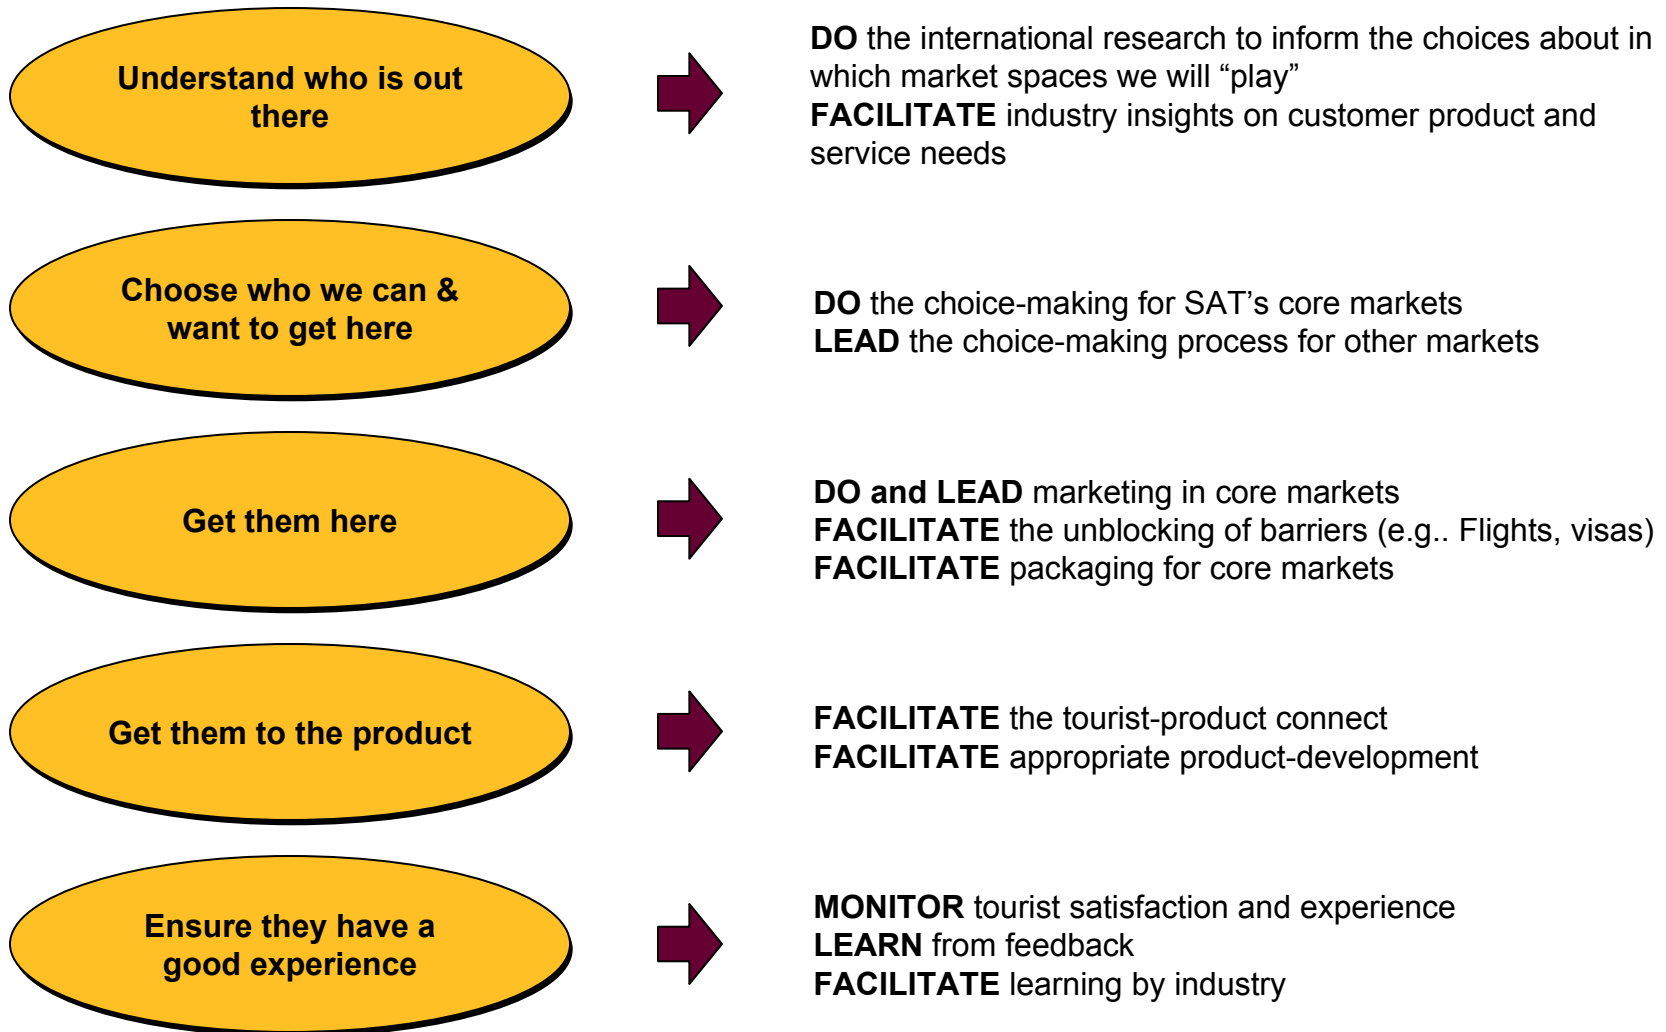 Understand who is out
there
DO the international research to inform the choices about in
which market spaces we will “play”
FACILITATE industry insights on customer product and
service needs
Choose who we can &
want to get here
DO the choice-making for SAT’s core markets
LEAD the choice-making process for other markets
Get them here
DO and LEAD marketing in core markets
FACILITATE the unblocking of barriers (e.g.. Flights, visas)
FACILITATE packaging for core markets
Get them to the product
FACILITATE the tourist-product connect
FACILITATE appropriate product-development
Ensure they have a
good experience
MONITOR tourist satisfaction and experience
LEARN from feedback
FACILITATE learning by industry